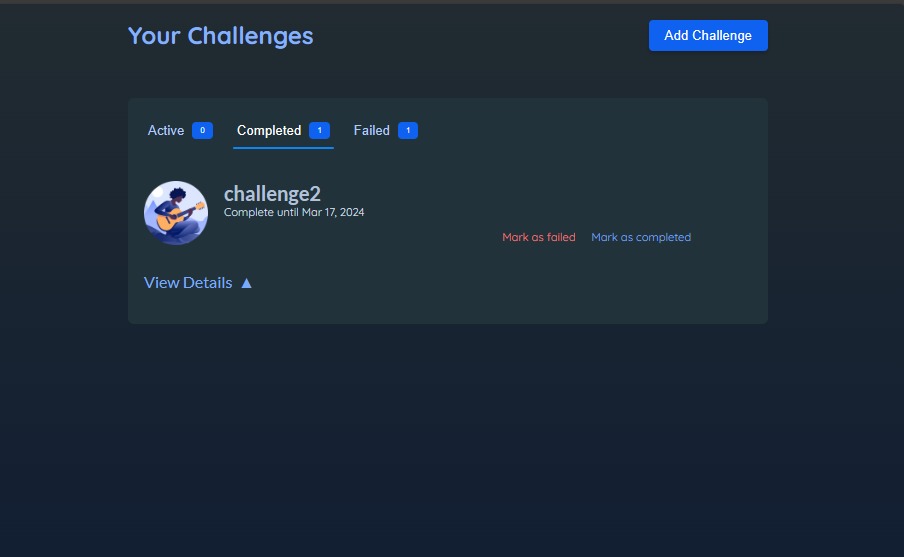 Your Challenges
Add Challenge
Active 0 Completed 1 Failed 1
challenge2
Complete until Mar 17, 2024
Mark as failed Mark as completed
View Details ▲